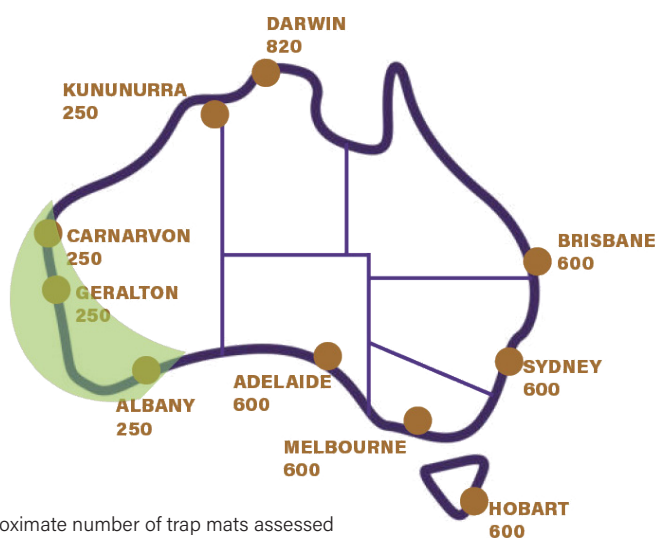 DARWIN
820
KUNUNURRA
250
CARNARVON
250
GERALTON
250
BRISBANE
600
SYDNEY
600
ADELAIDE
600
ALBANY
250
MELBOURNE
600
HOBART
600
oximate number of trap mats assessed